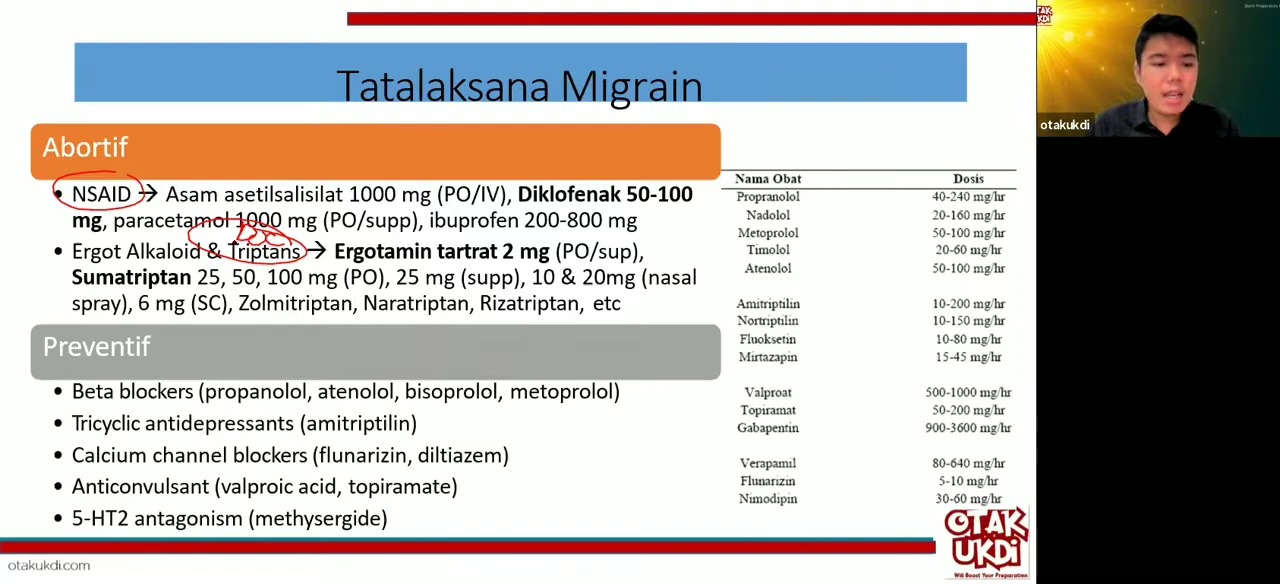 Tatalaksana Migrain
Abortif
• NSAID → Asam asetilsalisilat 1000 mg (PO/IV), Diklofenak 50-100
mg, paracetamol 1000 mg (PO/supp), ibuprofen 200-800 mg
• Ergot Alkaloid & Triptans → Ergotamin tartrat 2 mg (PO/sup),
Sumatriptan 25, 50, 100 mg (PO), 25 mg (supp), 10 & 20mg (nasal
spray), 6 mg (SC), Zolmitriptan, Naratriptan, Rizatriptan, etc
Preventif
• Beta blockers (propanolol, atenolol, bisoprolol, metoprolol)
• Tricyclic antidepressants (amitriptilin)
• Calcium channel blockers (flunarizin, diltiazem)
• Anticonvulsant (valproic acid, topiramate)
• 5-HT2 antagonism (methysergide)
Nama Obat Dosis
Propranolol 40-240 mg/hr
Nadolol 20-160 mg/hr
Metoprolol 50-100 mg/hr
Timolol 20-60 mg/hr
Atenolol 50-100 mg/hr
Amitriptilin 10-200 mg/hr
Nortriptilin 10-150 mg/hr
Fluoksetin 10-80 mg/hr
Mirtazapin 15-45 mg/hr
Valproat 500-1000 mg/hr
Topiramat 50-200 mg/hr
Gabapentin 900-3600 mg/hr
Verapamil 80-640 mg/hr
Flunarizin 5-10 mg/hr
Nimodipin 30-60 mg/hr
OTAK
UKDI
Will Boost Your Preparation
otakukdi.com
OTAK
UKDI
otakukdi